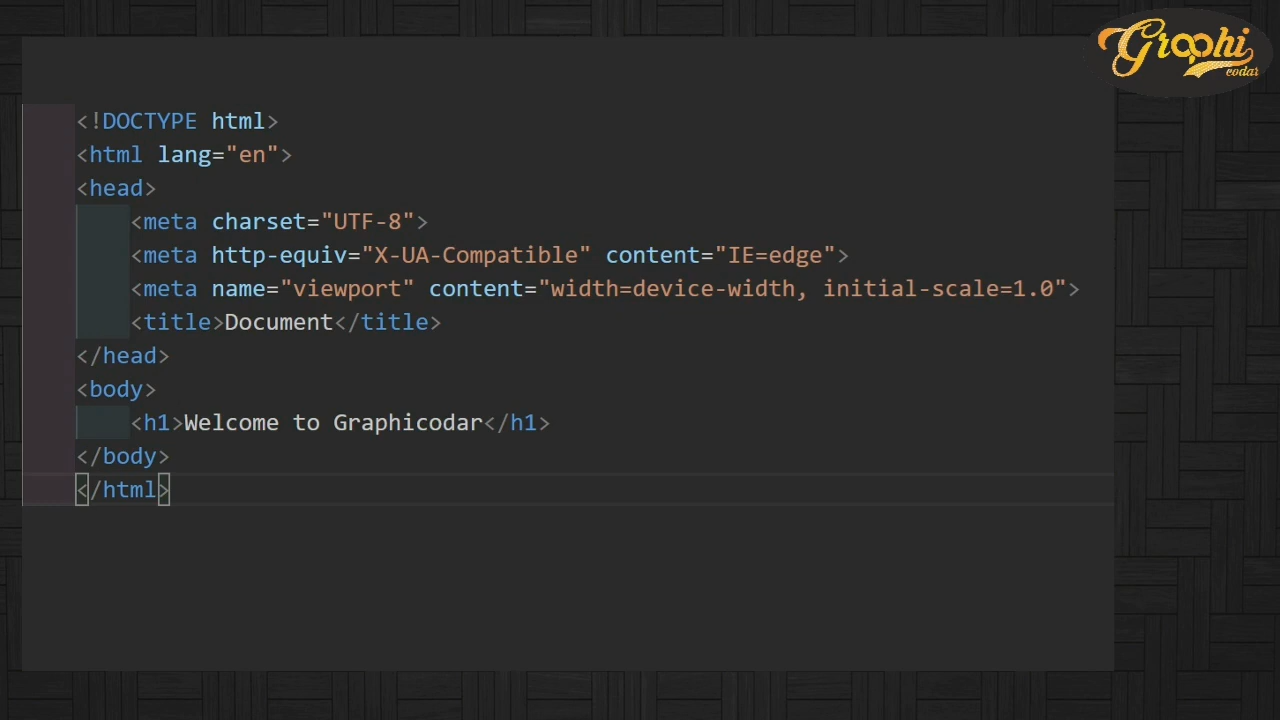 Graphi
codar
<!DOCTYPE html>
<html lang="en">
<head>
    <meta charset="UTF-8">
    <meta http-equiv="X-UA-Compatible" content="IE=edge">
    <meta name="viewport" content="width=device-width, initial-scale=1.0">
    <title>Document</title>
</head>
<body>
    <h1>Welcome to Graphicodar</h1>
</body>
</html>